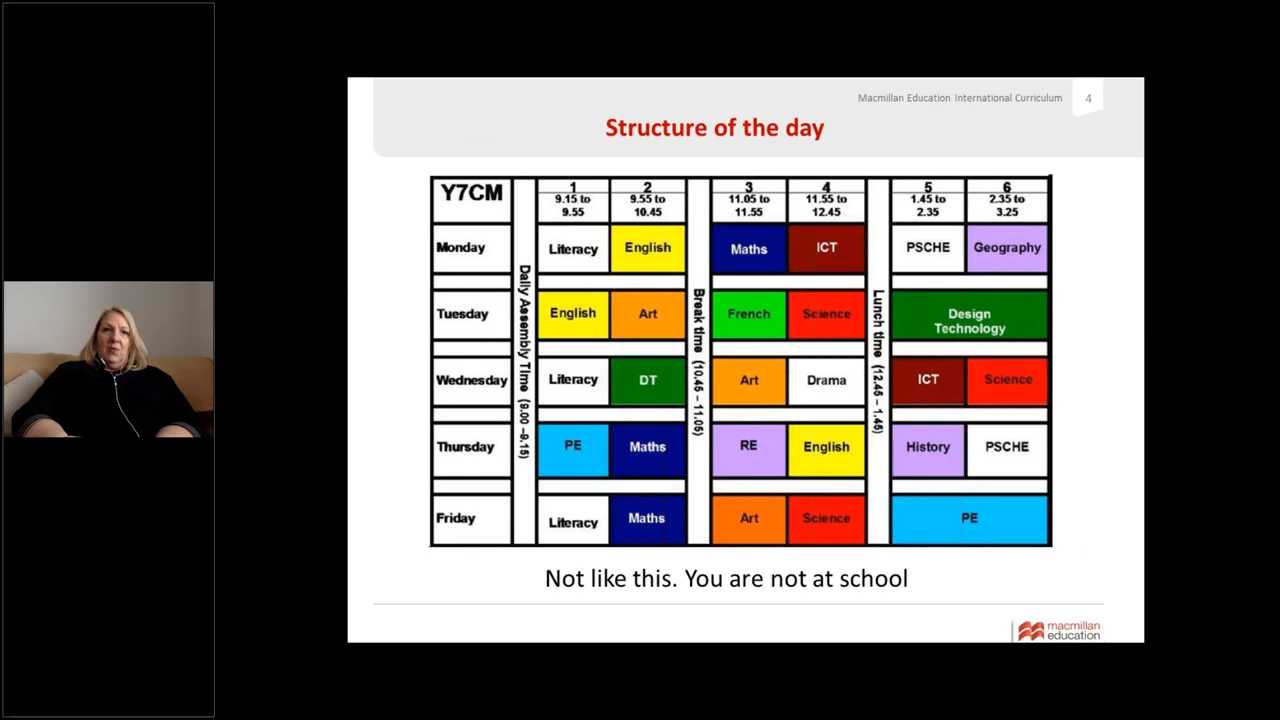 Macmillan Education International Curriculum 4
Structure of the day
Y7CM
Daily Assembly Time (9.00 –9.15)
1
9.15 to
9.55
2
9.55 to
10.45
Break time (10.45 – 11.05)
3
11.05 to
11.55
4
11.55 to
12.45
Lunch time (12.45 – 1.45)
5
1.45 to
2.35
6
2.35 to
3.25
Monday Literacy English Maths ICT PSCHE Geography
Tuesday English Art French Science Design
Technology
Wednesday Literacy DT Art Drama ICT Science
Thursday PE Maths RE English History PSCHE
Friday Literacy Maths Art Science PE
Not like this. You are not at school
macmillan
education